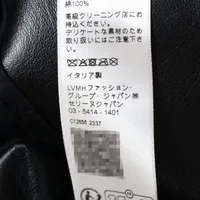 綿100%
高級クリーニング店にお
持込ください。
デリケートな異素材のため
取り扱いにはご注意下さ
い。
イタリア製
LVMHファッション・
グループ・ジャパン㈱
セリーヌジャパン
03 - 5414 - 1401
C12656 2337